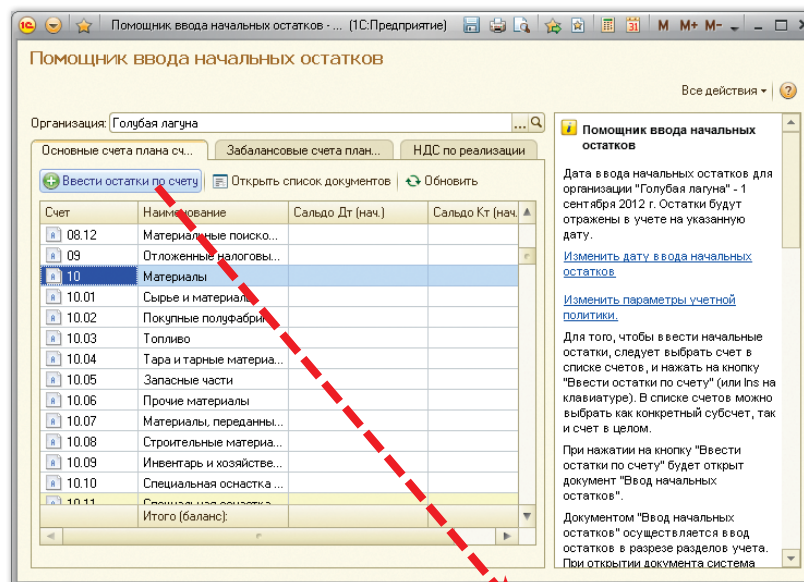 Помощник ввода начальных остатков - ... (1С:Предприятие)
M M+ M-
Помощник ввода начальных остатков
Все действия
Организация: Голубая лагуна
Основные счета плана сч... Забалансовые счета план... НДС по реализации
Ввести остатки по счету Открыть список документов Обновить
Счет Наименование Сальдо Дт (нач.) Сальдо Кт (нач.
08.12 Материальные поиско...
09 Отложенные налоговы...
10 Материалы
10.01 Сырье и материалы
10.02 Покупные полуфабрик
10.03 Топливо
10.04 Тара и тарные материа...
10.05 Запасные части
10.06 Прочие материалы
10.07 Материалы, переданны...
10.08 Строительные материа...
10.09 Инвентарь и хозяйстве...
10.10 Специальная оснастка ...
10.11 Специальная оснастка
Итого (баланс):
Помощник ввода начальных
остатков
Дата ввода начальных остатков для
организации "Голубая лагуна" - 1
сентября 2012 г. Остатки будут
отражены в учете на указанную
дату.
Изменить дату ввода начальных
остатков
Изменить параметры учетной
политики.
Для того, чтобы ввести начальные
остатки, следует выбрать счет в
списке счетов, и нажать на кнопку
"Ввести остатки по счету" (или Ins на
клавиатуре). В списке счетов можно
выбрать как конкретный субсчет, так
и счет в целом.
При нажатии на кнопку "Ввести
остатки по счету" будет открыт
документ "Ввод начальных
остатков".
Документом "Ввод начальных
остатков" осуществляется ввод
остатков в разрезе разделов учета.
При открытии документа система